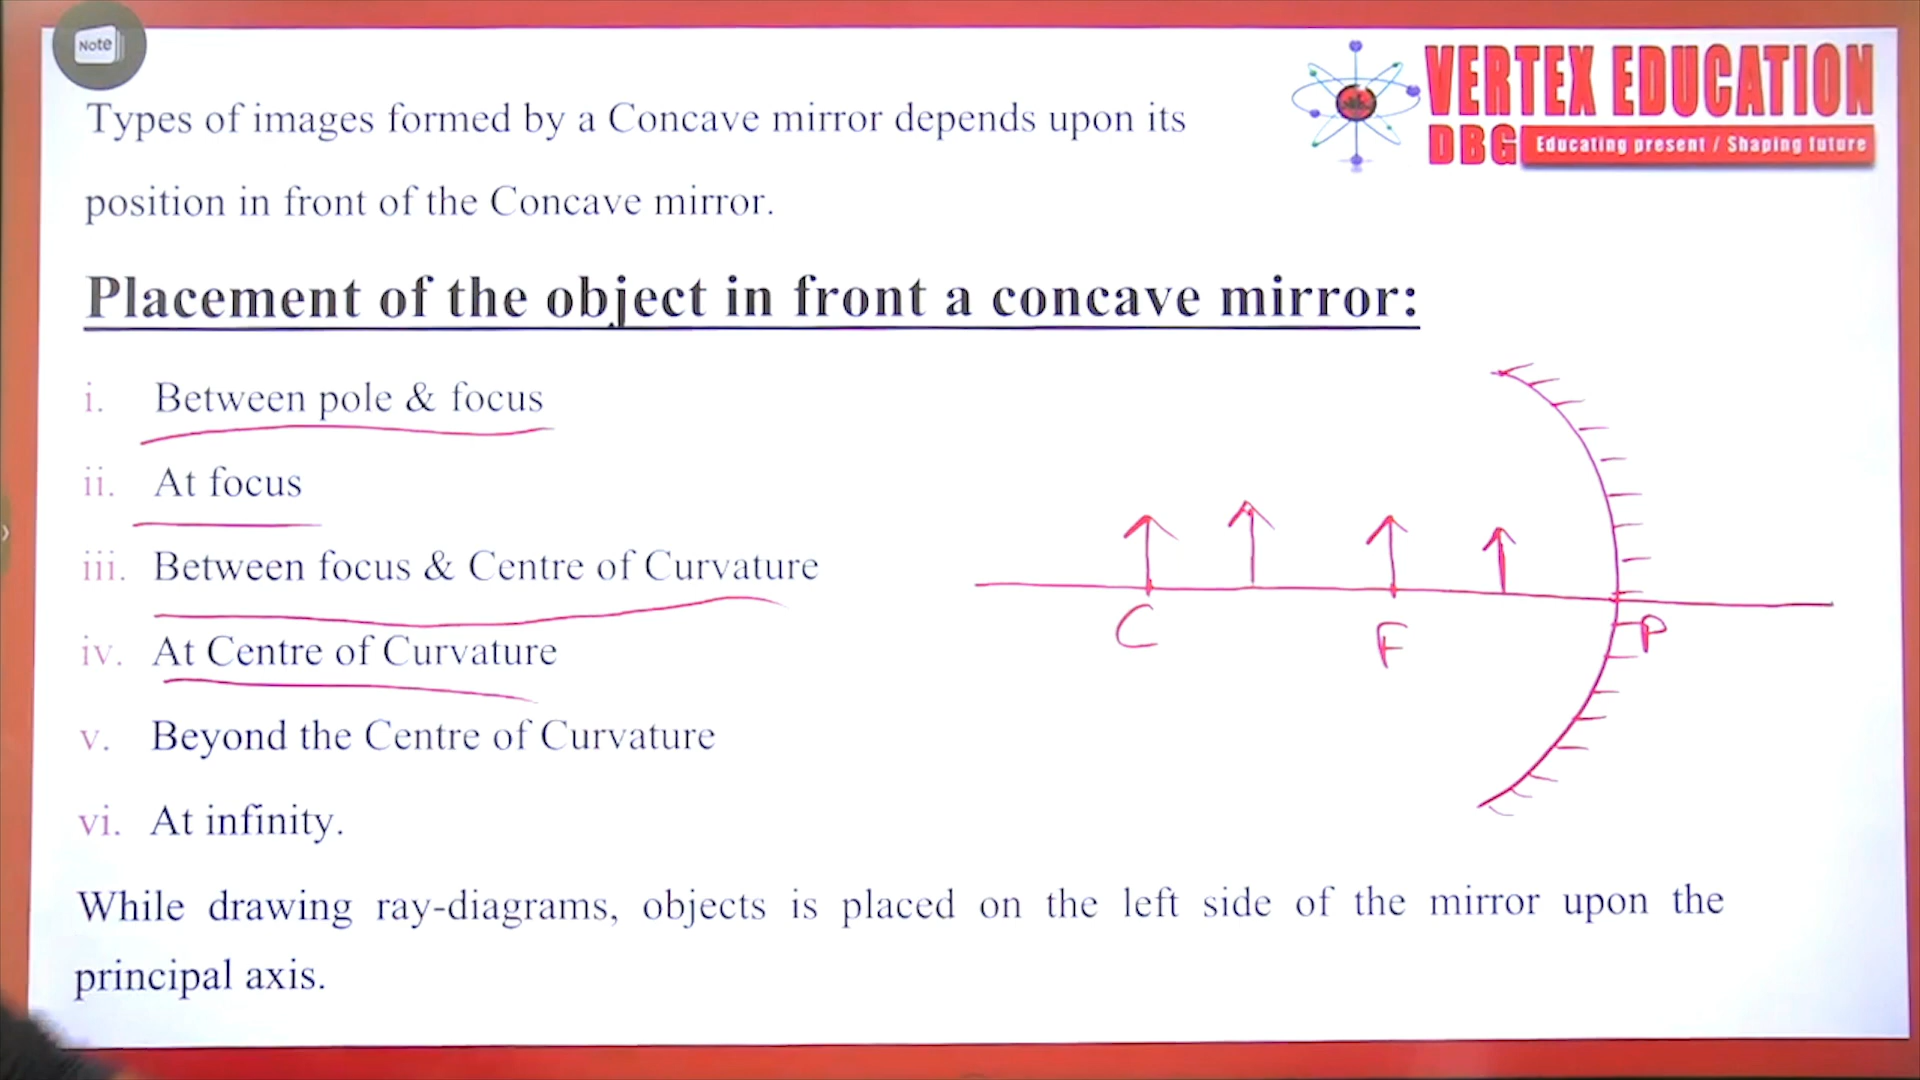 Note
VERTEX EDUCATION
DBG Educating present / Shaping future
Types of images formed by a Concave mirror depends upon its
position in front of the Concave mirror.
Placement of the object in front a concave mirror:
i. Between pole & focus
ii. At focus
iii. Between focus & Centre of Curvature
iv. At Centre of Curvature
v. Beyond the Centre of Curvature
vi. At infinity.
C F P
While drawing ray-diagrams, objects is placed on the left side of the mirror upon the
principal axis.